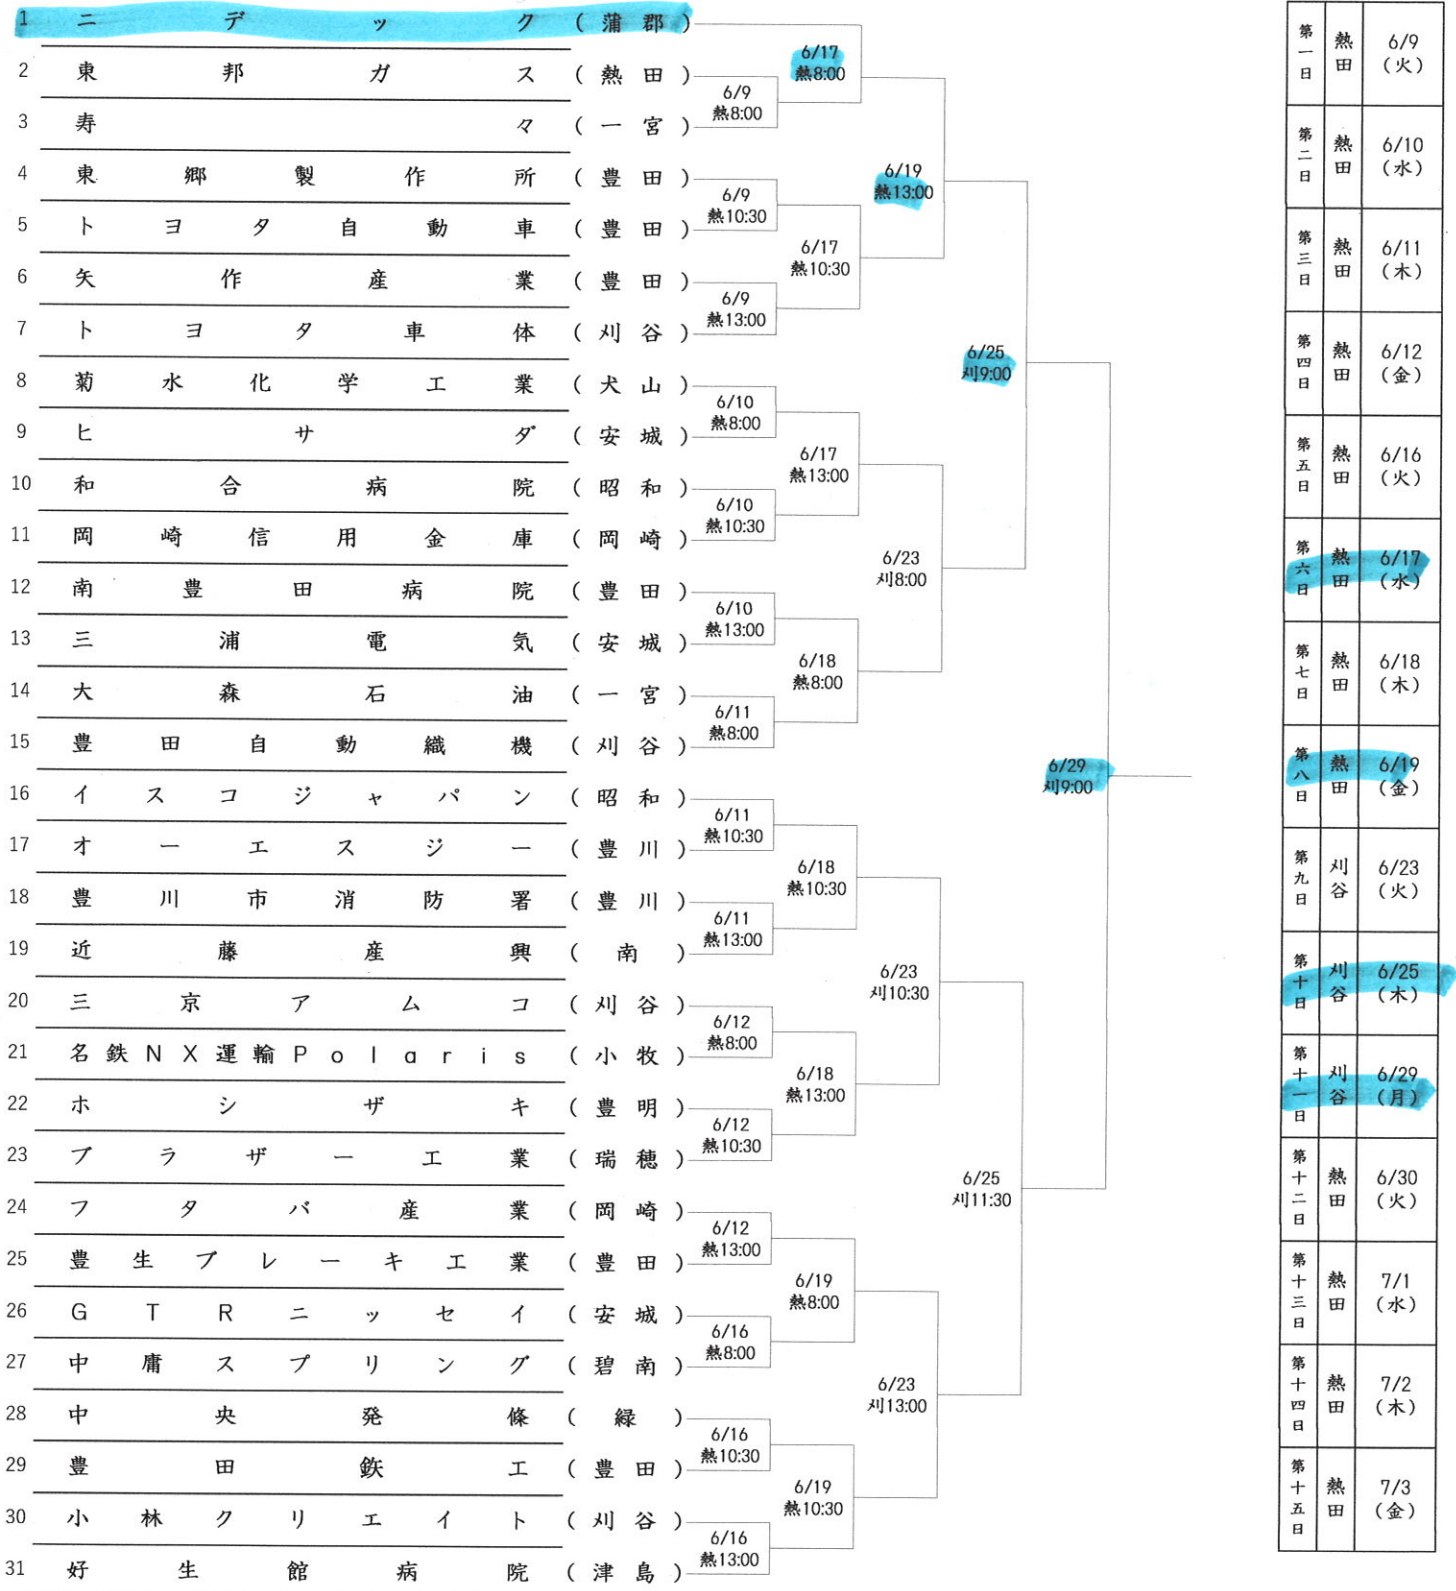 1 ニデック (蒲郡)
6/17
熱8:00
2 東邦ガス (熱田)
6/9
熱8:00
3 寿々 (一宮)
6/19
熱13:00
4 東郷製作所 (豊田)
6/9
熱10:30
5 トヨタ自動車 (豊田)
6/17
熱10:30
6 矢作産業 (豊田)
6/9
熱13:00
7 トヨタ車体 (刈谷)
6/25
刈9:00
8 菊水化学工業 (犬山)
6/10
熱8:00
9 ヒサダ (安城)
6/17
熱13:00
10 和合病院 (昭和)
6/10
熱10:30
11 岡崎信用金庫 (岡崎)
6/23
刈8:00
12 南豊田病院 (豊田)
6/10
熱13:00
13 三浦電気 (安城)
6/18
熱8:00
14 大森石油 (一宮)
6/11
熱8:00
15 豊田自動織機 (刈谷)
6/29
刈9:00
16 イスコジャパン (昭和)
6/11
熱10:30
17 オーエスジー (豊川)
6/18
熱10:30
18 豊川市消防署 (豊川)
6/11
熱13:00
19 近藤産興 (南)
6/23
刈10:30
20 三京アムコ (刈谷)
6/12
熱8:00
21 名鉄NX運輸Polaris (小牧)
6/18
熱13:00
22 ホシザキ (豊明)
6/12
熱10:30
23 ブラザー工業 (瑞穂)
6/25
刈11:30
24 フタバ産業 (岡崎)
6/12
熱13:00
25 豊生ブレーキ工業 (豊田)
6/19
熱8:00
26 GTRニッセイ (安城)
6/16
熱8:00
27 中庸スプリング (碧南)
6/23
刈13:00
28 中央発條 (緑)
6/16
熱10:30
29 豊田鉃工 (豊田)
6/19
熱10:30
30 小林クリエイト (刈谷)
6/16
熱13:00
31 好生館病院 (津島)
第一日 熱田 6/9 (火)
第二日 熱田 6/10 (水)
第三日 熱田 6/11 (木)
第四日 熱田 6/12 (金)
第五日 熱田 6/16 (火)
第六日 熱田 6/17 (水)
第七日 熱田 6/18 (木)
第八日 熱田 6/19 (金)
第九日 刈谷 6/23 (火)
第十日 刈谷 6/25 (木)
第十一日 刈谷 6/29 (月)
第十二日 熱田 6/30 (火)
第十三日 熱田 7/1 (水)
第十四日 熱田 7/2 (木)
第十五日 熱田 7/3 (金)